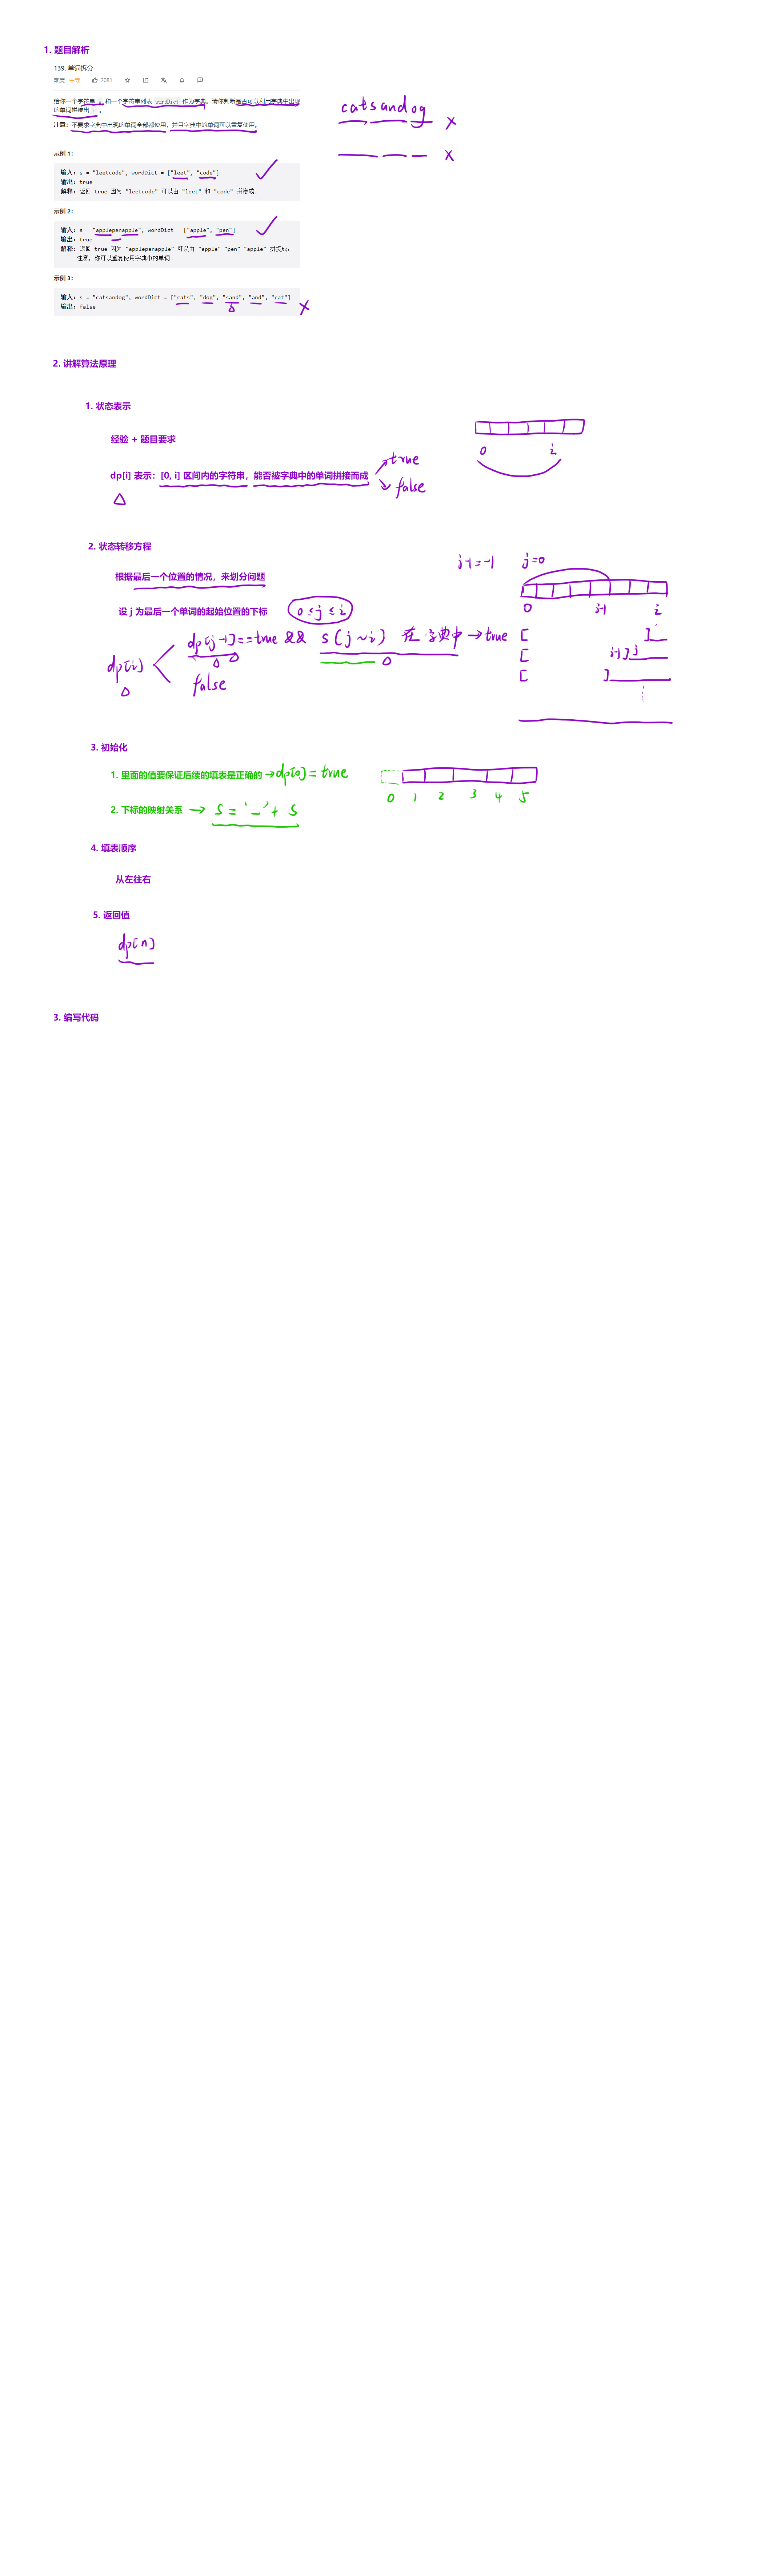 1. 题目解析
139. 单词拆分
难度 中等 2081
给你一个字符串 s 和一个字符串列表 wordDict 作为字典。请你判断是否可以利用字典中出现
的单词拼接出 s 。
注意：不要求字典中出现的单词全部都使用，并且字典中的单词可以重复使用。
catsandog
×
×
示例 1：
输入: s = "leetcode", wordDict = ["leet", "code"]
输出: true
解释: 返回 true 因为 "leetcode" 可以由 "leet" 和 "code" 拼接成。
示例 2：
输入: s = "applepenapple", wordDict = ["apple", "pen"]
输出: true
解释: 返回 true 因为 "applepenapple" 可以由 "apple" "pen" "apple" 拼接成。
注意，你可以重复使用字典中的单词。
示例 3：
输入: s = "catsandog", wordDict = ["cats", "dog", "sand", "and", "cat"]
输出: false
×
2. 讲解算法原理
1. 状态表示
经验 + 题目要求
dp[i] 表示：[0, i] 区间内的字符串，能否被字典中的单词拼接而成
true
false
0 i
2. 状态转移方程
根据最后一个位置的情况，来划分问题
j-1=-1 j=0
设 j 为最后一个单词的起始位置的下标 0≤j≤i
0 j-1 i
dp[i]
dp[j-1]==true && s(j~i) 在字典中→true
false
[ ]
[ j-1] j
[ ]
3. 初始化
1. 里面的值要保证后续的填表是正确的→dp[0]=true
0 1 2 3 4 5
2. 下标的映射关系 → s = '_' + s
4. 填表顺序
从左往右
5. 返回值
dp[n]
3. 编写代码